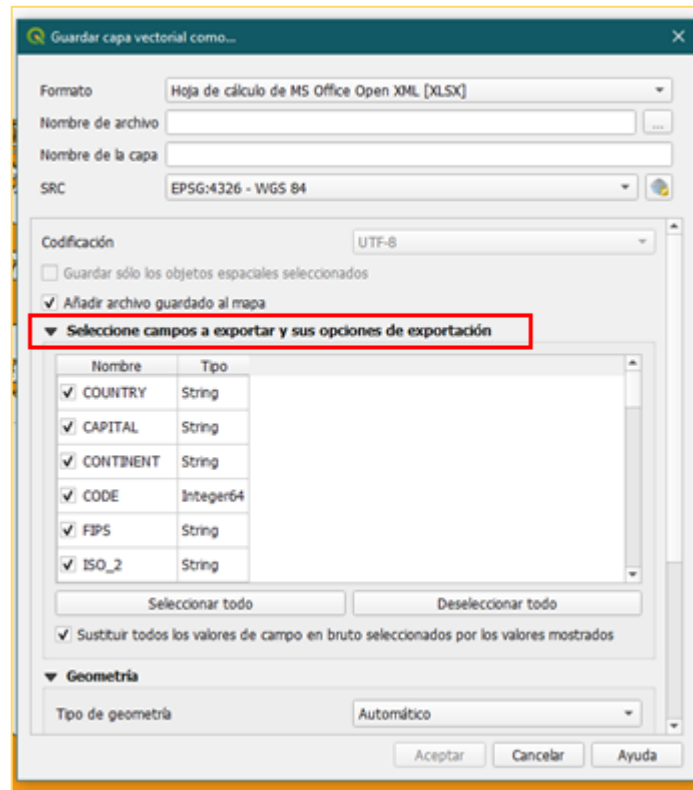 Guardar capa vectorial como...
Formato Hoja de cálculo de MS Office Open XML [XLSX]
Nombre de archivo ...
Nombre de la capa
SRC EPSG:4326 - WGS 84
Codificación UTF-8
Guardar sólo los objetos espaciales seleccionados
Añadir archivo guardado al mapa
Seleccione campos a exportar y sus opciones de exportación
Nombre Tipo
COUNTRY String
CAPITAL String
CONTINENT String
CODE Integer64
FIPS String
ISO_2 String
Seleccionar todo Deseleccionar todo
Sustituir todos los valores de campo en bruto seleccionados por los valores mostrados
Geometría
Tipo de geometría Automático
Aceptar Cancelar Ayuda